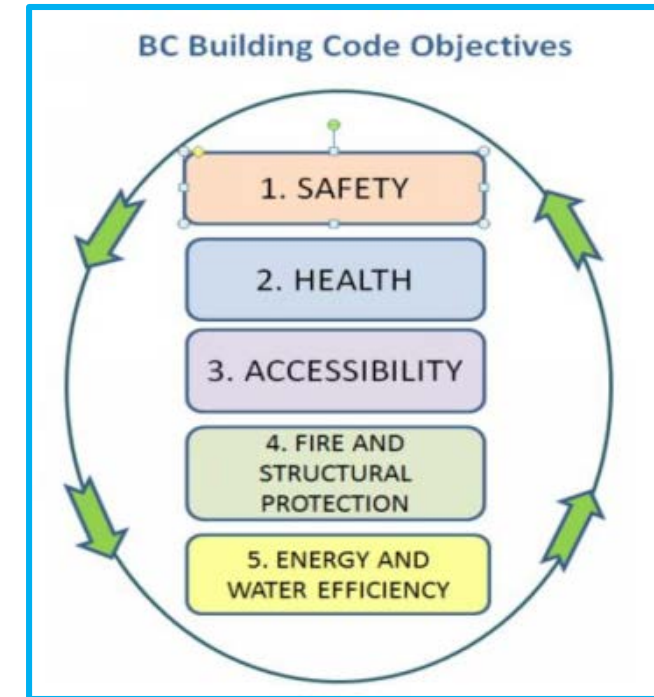 BC Building Code Objectives
1. SAFETY
2. HEALTH
3. ACCESSIBILITY
4. FIRE AND
STRUCTURAL
PROTECTION
5. ENERGY AND
WATER EFFICIENCY